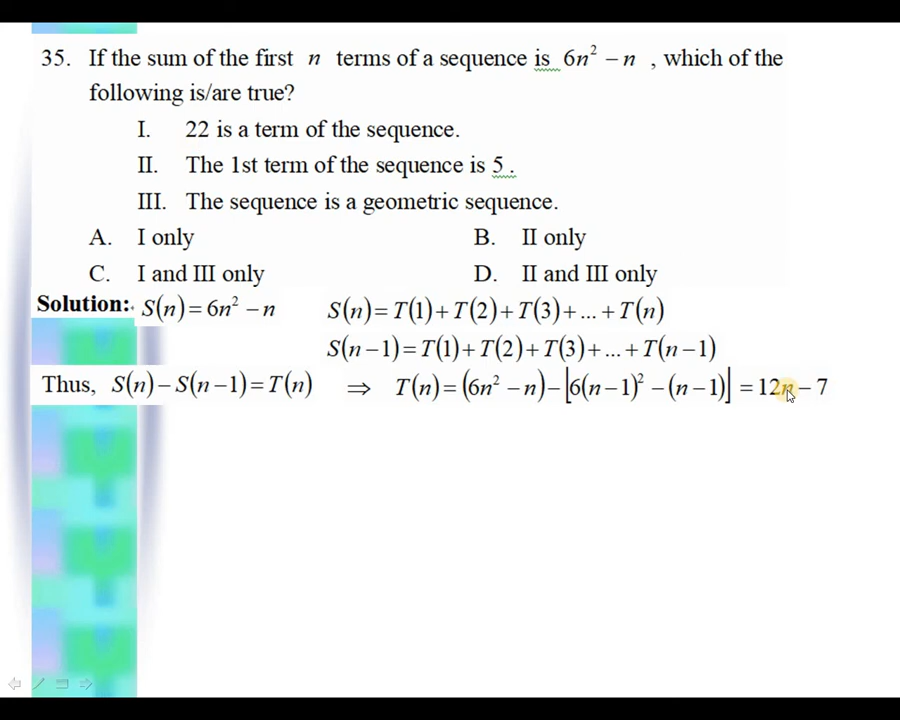 35. If the sum of the first n terms of a sequence is 6n² − n , which of the
following is/are true?
I. 22 is a term of the sequence.
II. The 1st term of the sequence is 5 .
III. The sequence is a geometric sequence.
A. I only B. II only
C. I and III only D. II and III only
Solution: S(n) = 6n² − n S(n) = T(1) + T(2) + T(3) + ... + T(n)
S(n−1) = T(1) + T(2) + T(3) + ... + T(n−1)
Thus, S(n) − S(n−1) = T(n) ⇒ T(n) = (6n² − n) − [6(n−1)² − (n−1)] = 12n − 7